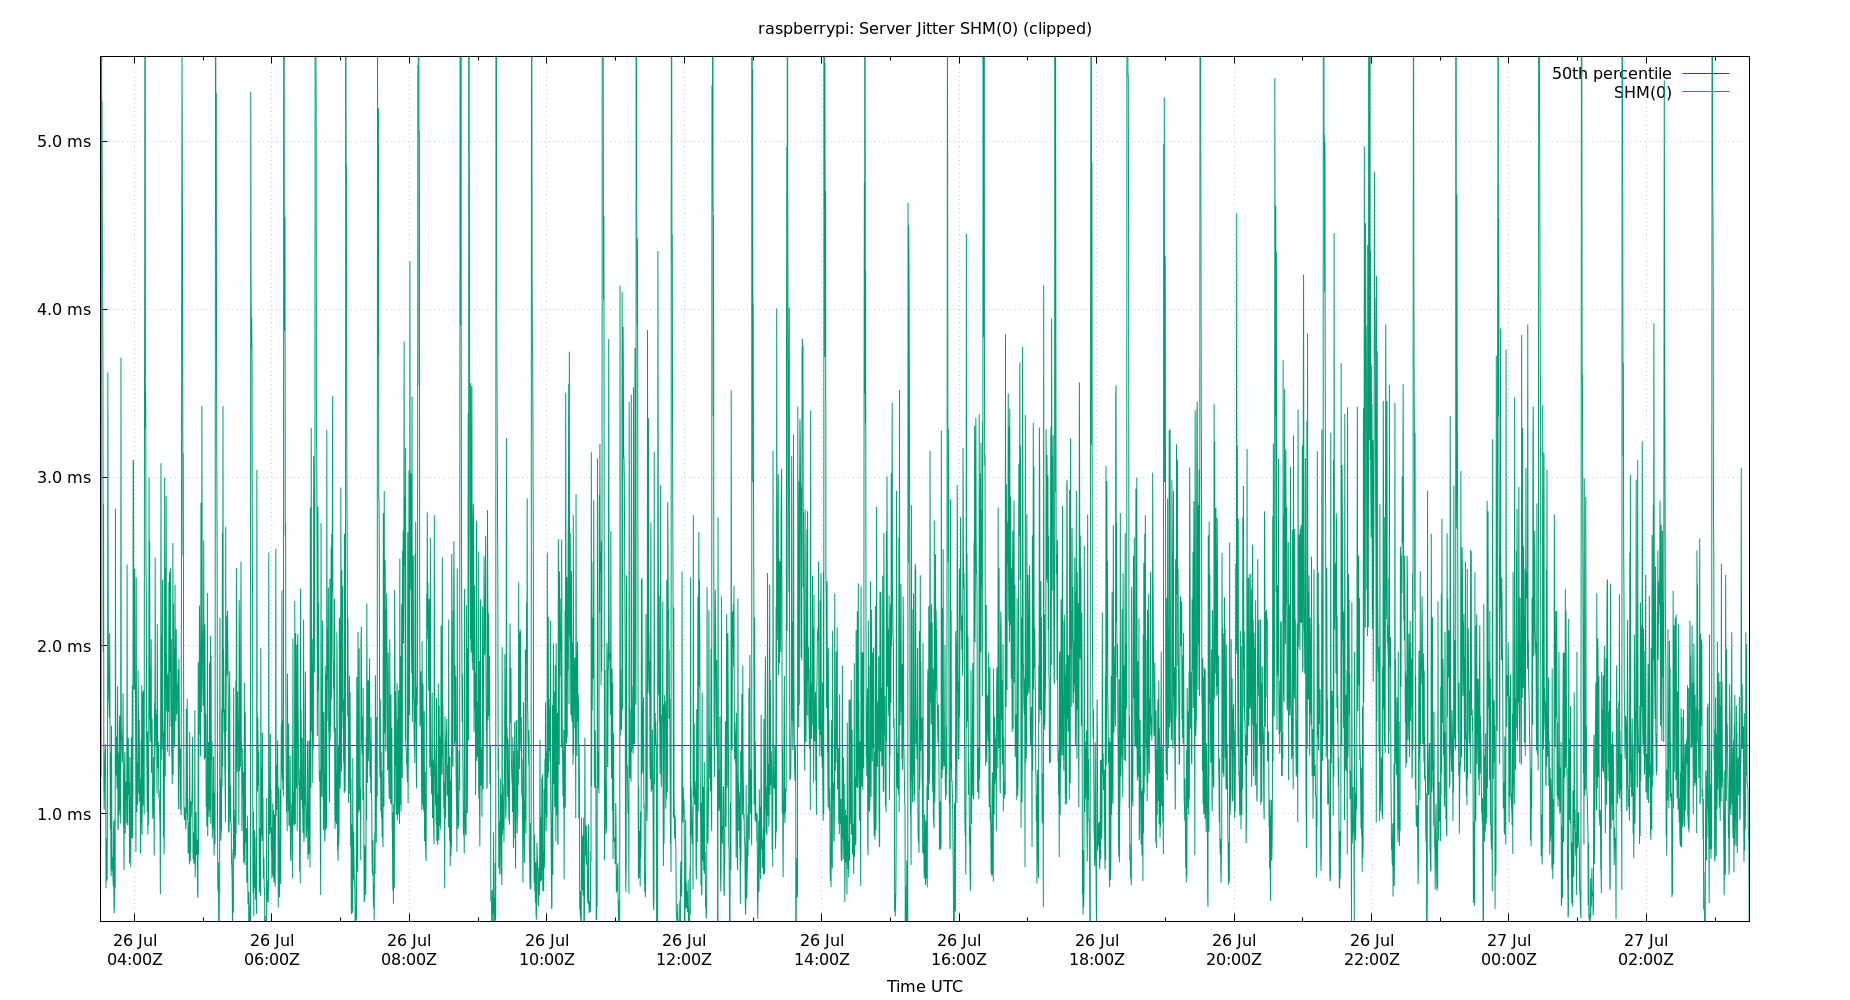 raspberrypi: Server Jitter SHM(0) (clipped)
50th percentile
SHM(0)
5.0 ms
4.0 ms
3.0 ms
2.0 ms
1.0 ms
26 Jul 26 Jul 26 Jul 26 Jul 26 Jul 26 Jul 26 Jul 26 Jul 26 Jul 26 Jul 27 Jul 27 Jul
04:00Z 06:00Z 08:00Z 10:00Z 12:00Z 14:00Z 16:00Z 18:00Z 20:00Z 22:00Z 00:00Z 02:00Z
Time UTC